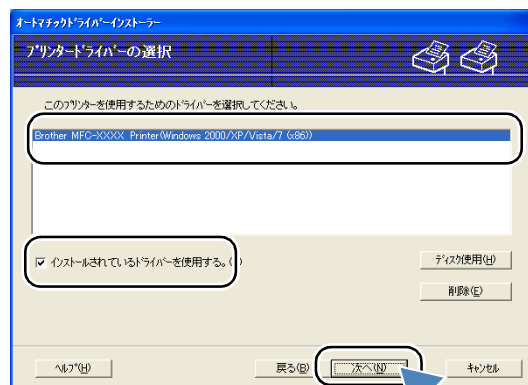 オートマチックドライバーインストーラー
プリンタードライバーの選択
このプリンターを使用するためのドライバーを選択してください。
Brother MFC-XXXX Printer(Windows 2000/XP/Vista/7 (x86))
インストールされているドライバーを使用する。( )
ディスク使用(H)
削除(E)
ヘルプ(H)
戻る(B)
次へ(N)
キャンセル